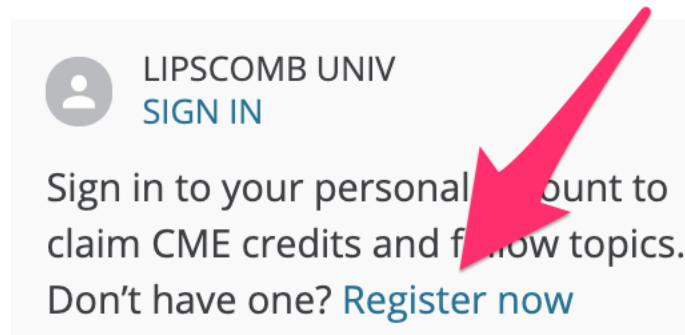 LIPSCOMB UNIV
SIGN IN
Sign in to your personal to
claim CME credits and topics.
Don't have one? Register now